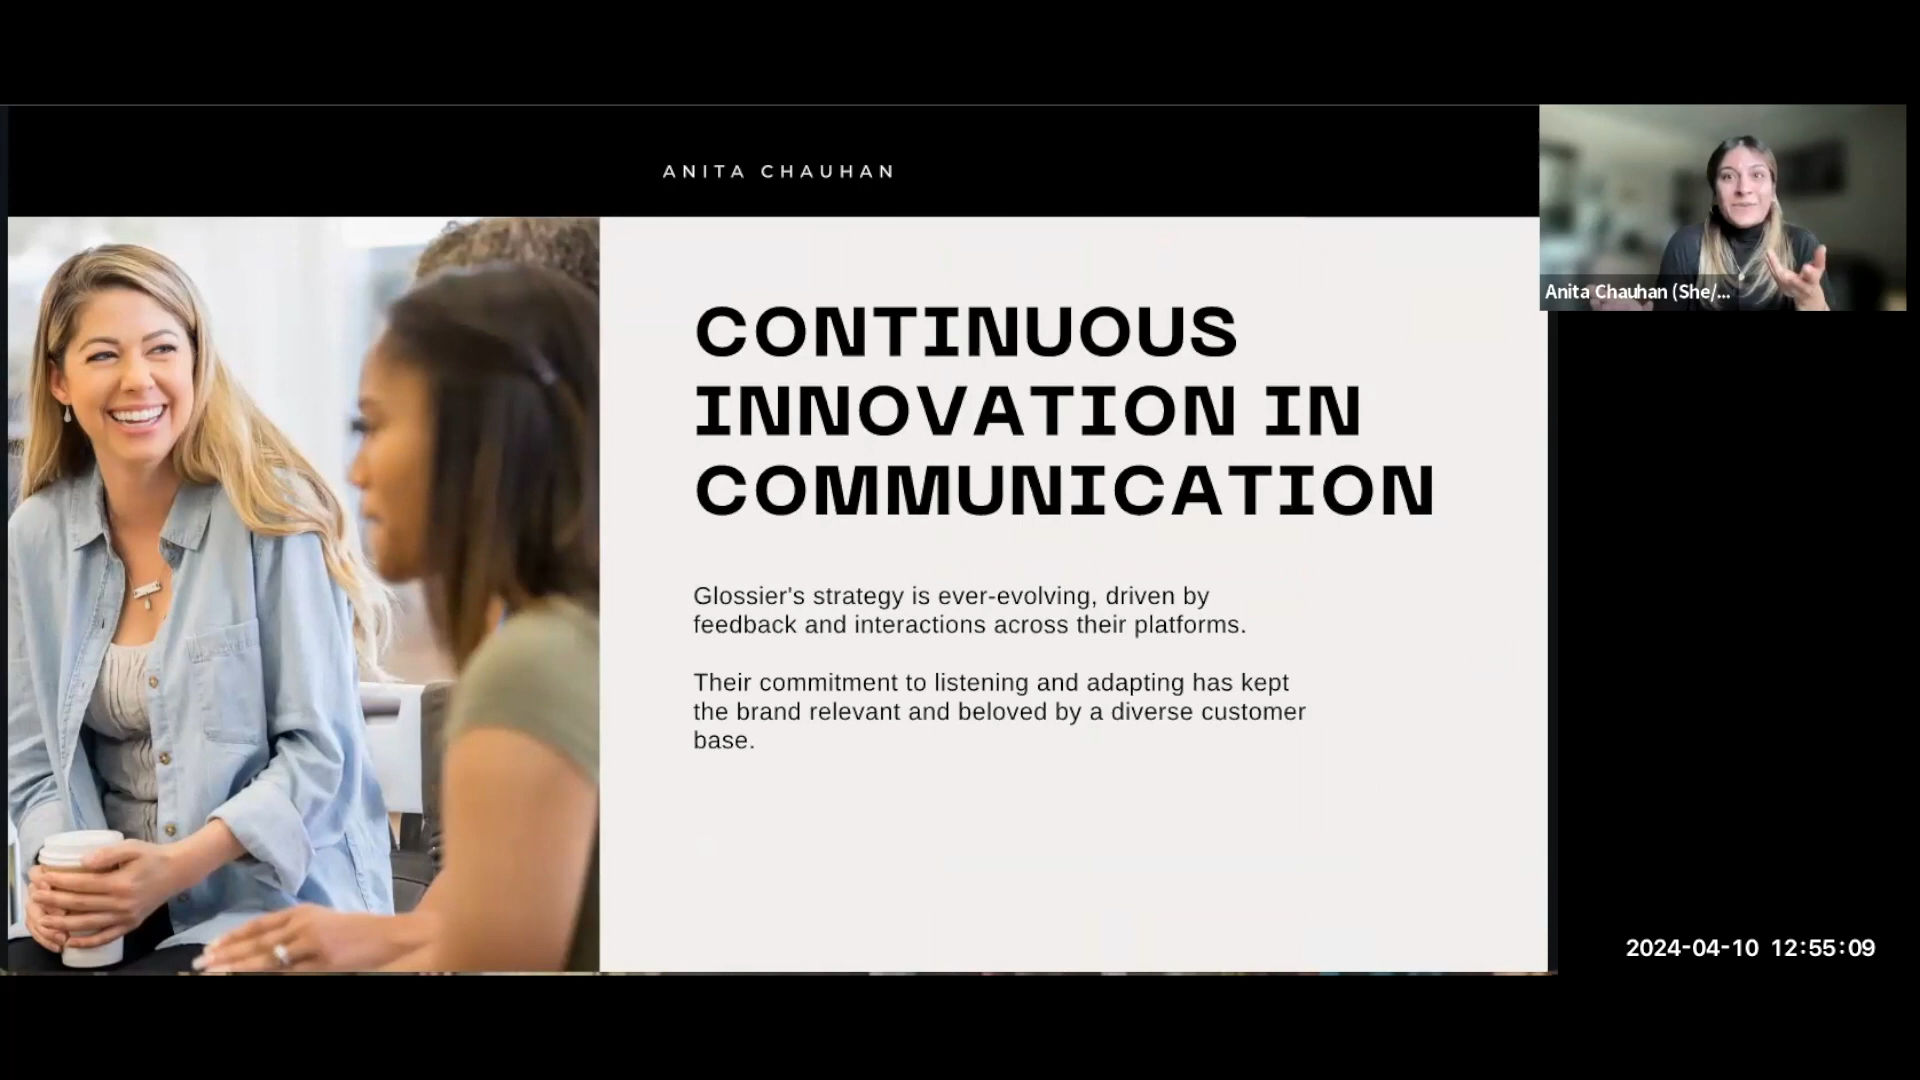 ANITA CHAUHAN
CONTINUOUS
INNOVATION IN
COMMUNICATION
Glossier's strategy is ever-evolving, driven by
feedback and interactions across their platforms.
Their commitment to listening and adapting has kept
the brand relevant and beloved by a diverse customer
base.
Anita Chauhan (She/...
2024-04-10 12:55:09